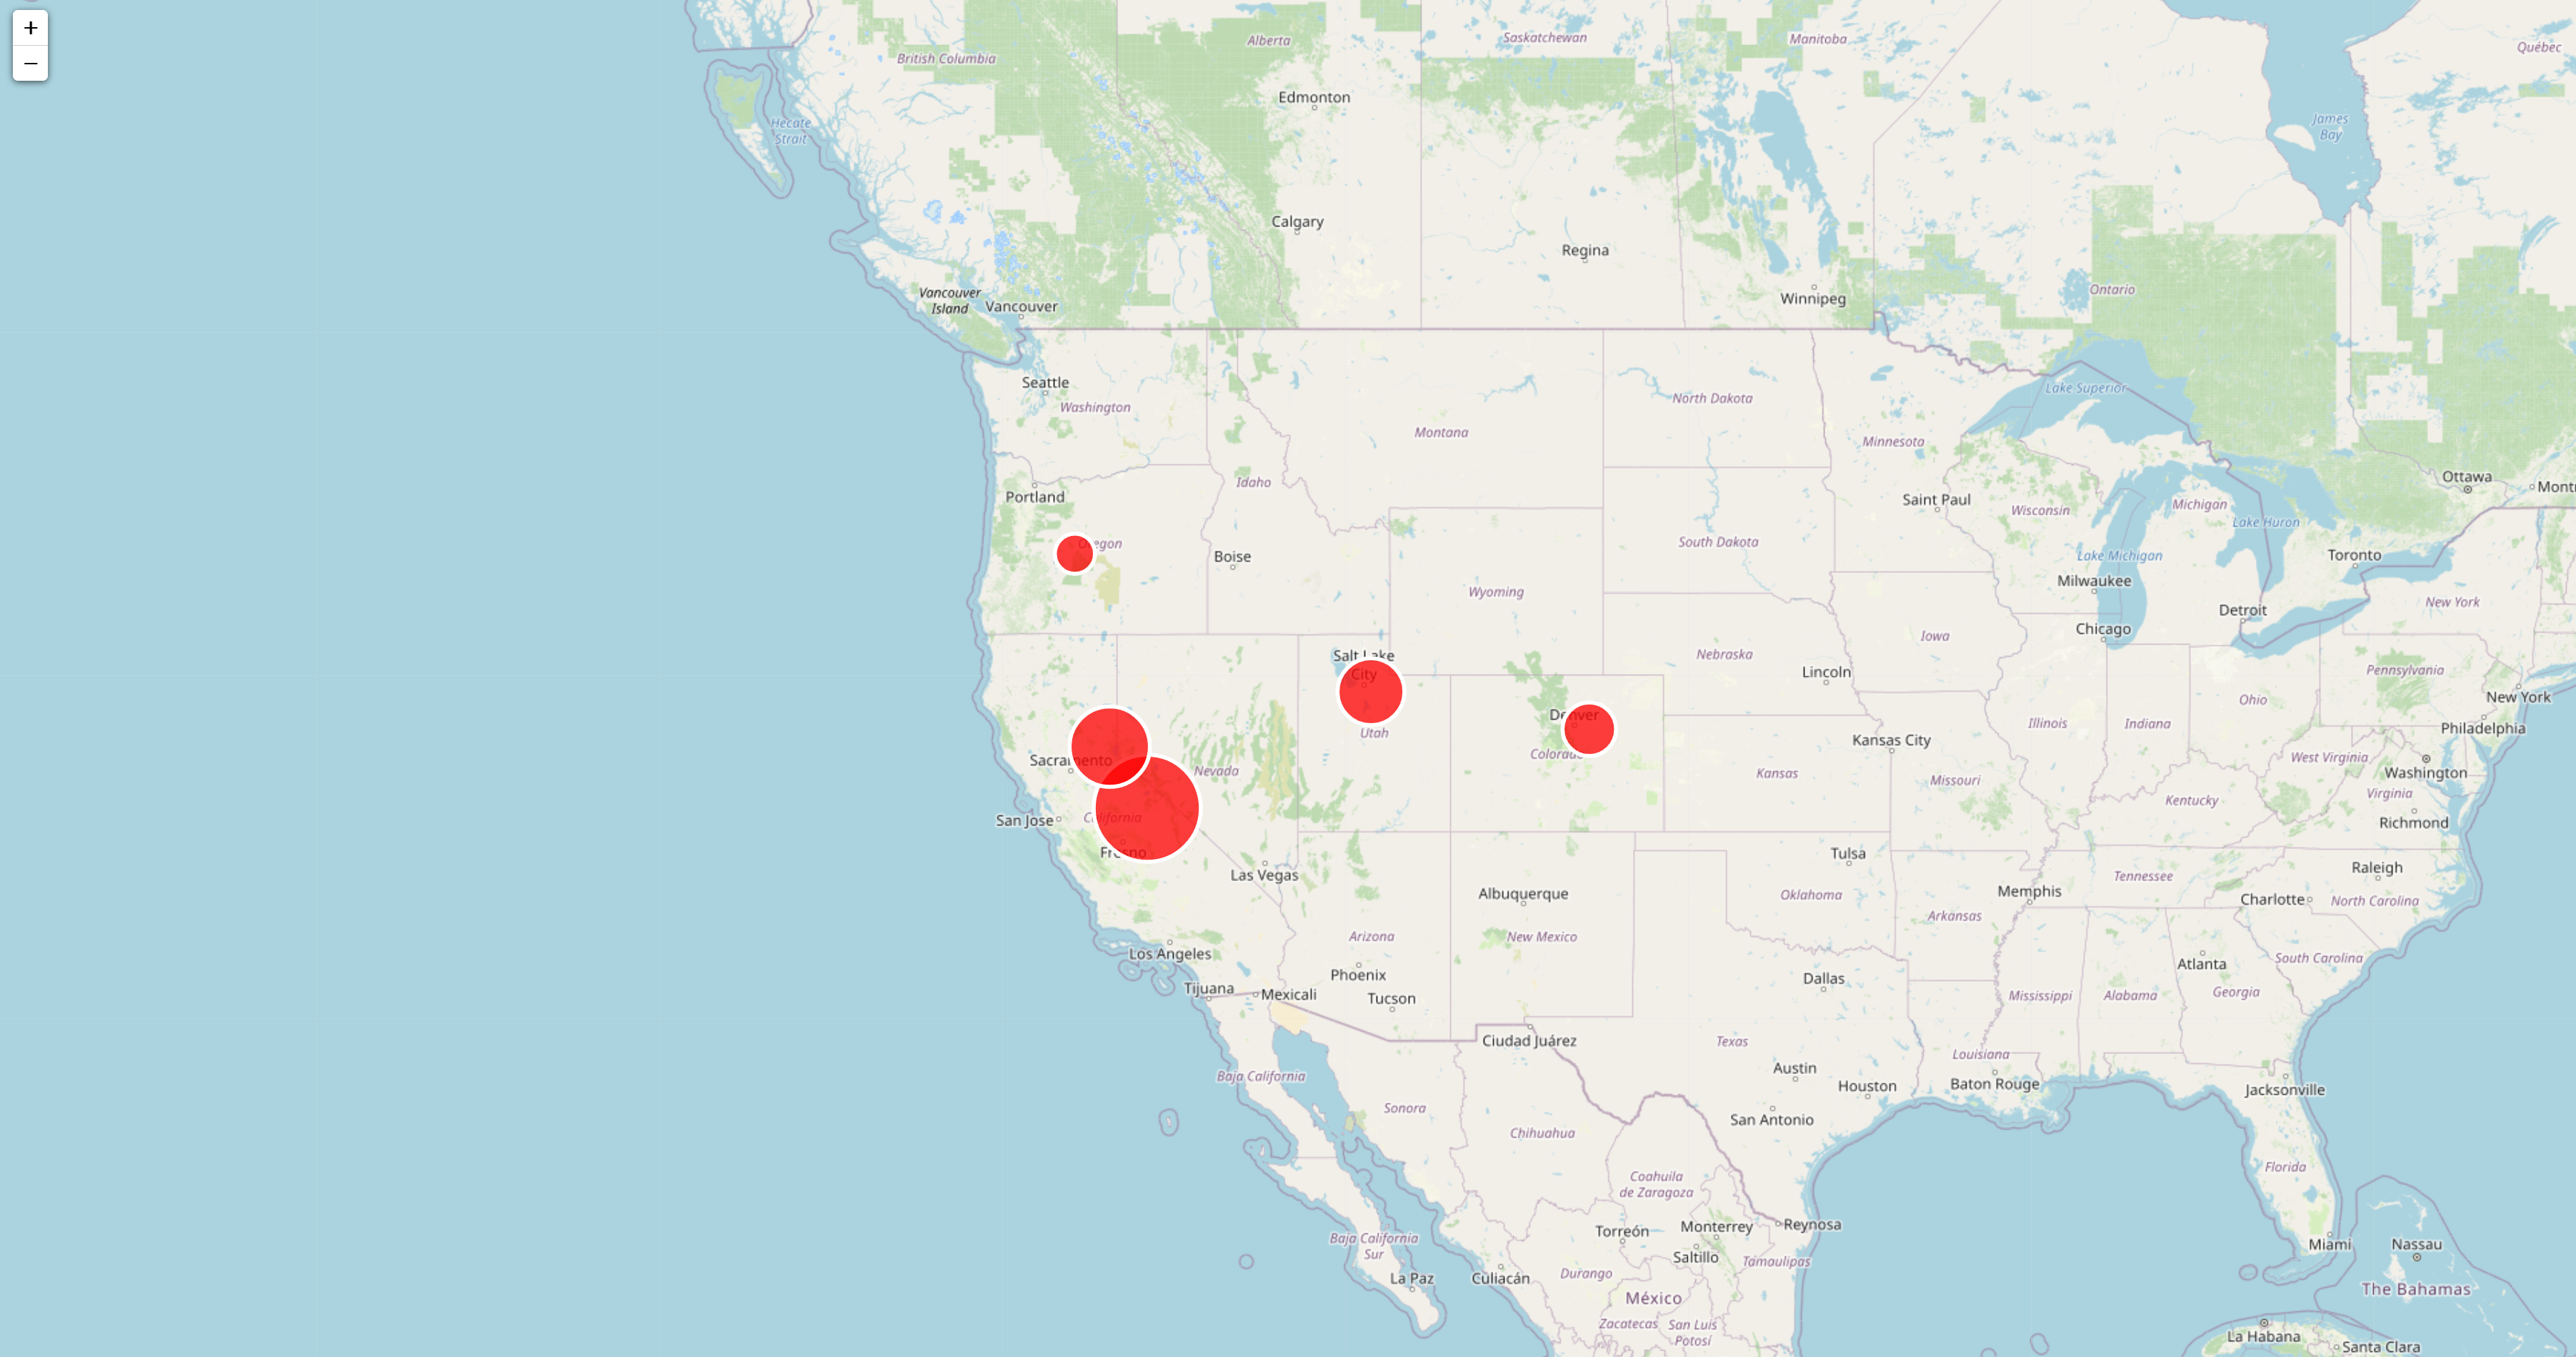 +
−
British Columbia
Alberta
Saskatchewan
Manitoba
Québec
Edmonton
Hecate
Strait
James
Bay
Calgary
Regina
Vancouver
Island
Vancouver
Winnipeg
Ontario
Seattle
Washington
North Dakota
Montana
Minnesota
Lake Superior
Portland
Idaho
Saint Paul
Wisconsin
Michigan
Ottawa
Lake Huron
Oregon
Boise
South Dakota
Lake Michigan
Toronto
Milwaukee
Wyoming
Detroit
New York
Chicago
Iowa
Salt Lake
City
Nebraska
Lincoln
Pennsylvania
Ohio
New York
Denver
Utah
Illinois
Indiana
Philadelphia
Sacramento
Nevada
Colorado
Kansas City
Kansas
Missouri
West Virginia
Washington
Virginia
Kentucky
San Jose
California
Richmond
Fresno
Las Vegas
Tulsa
Raleigh
Tennessee
Albuquerque
Oklahoma
Memphis
Charlotte
North Carolina
Arkansas
Arizona
New Mexico
Los Angeles
Phoenix
Dallas
Atlanta
South Carolina
Tijuana
Mexicali
Tucson
Mississippi
Alabama
Georgia
Ciudad Juárez
Texas
Louisiana
Baja California
Austin
Houston
Baton Rouge
Jacksonville
Sonora
Chihuahua
San Antonio
Florida
Coahuila
de Zaragoza
Torreón
Monterrey
Reynosa
Baja California
Sur
Saltillo
Tamaulipas
Miami
Nassau
La Paz
Culiacán
Durango
México
The Bahamas
Zacatecas
San Luis
Potosí
La Habana
Santa Clara